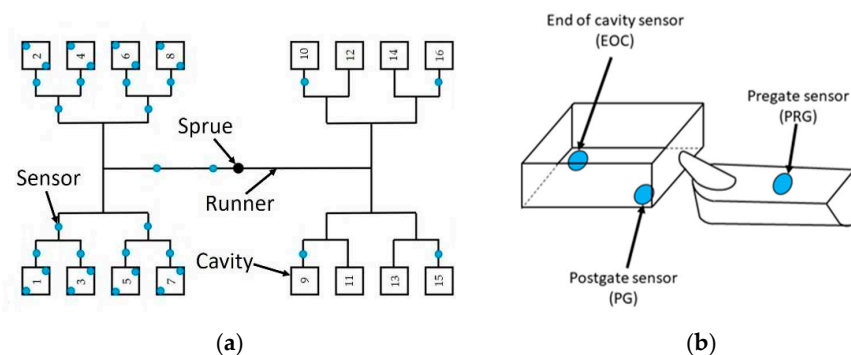 2
4
6
8
10
12
14
16
Sprue
Sensor
Runner
Cavity
1
3
5
7
9
11
13
15
(a)
End of cavity sensor
(EOC)
Pregate sensor
(PRG)
Postgate sensor
(PG)
(b)